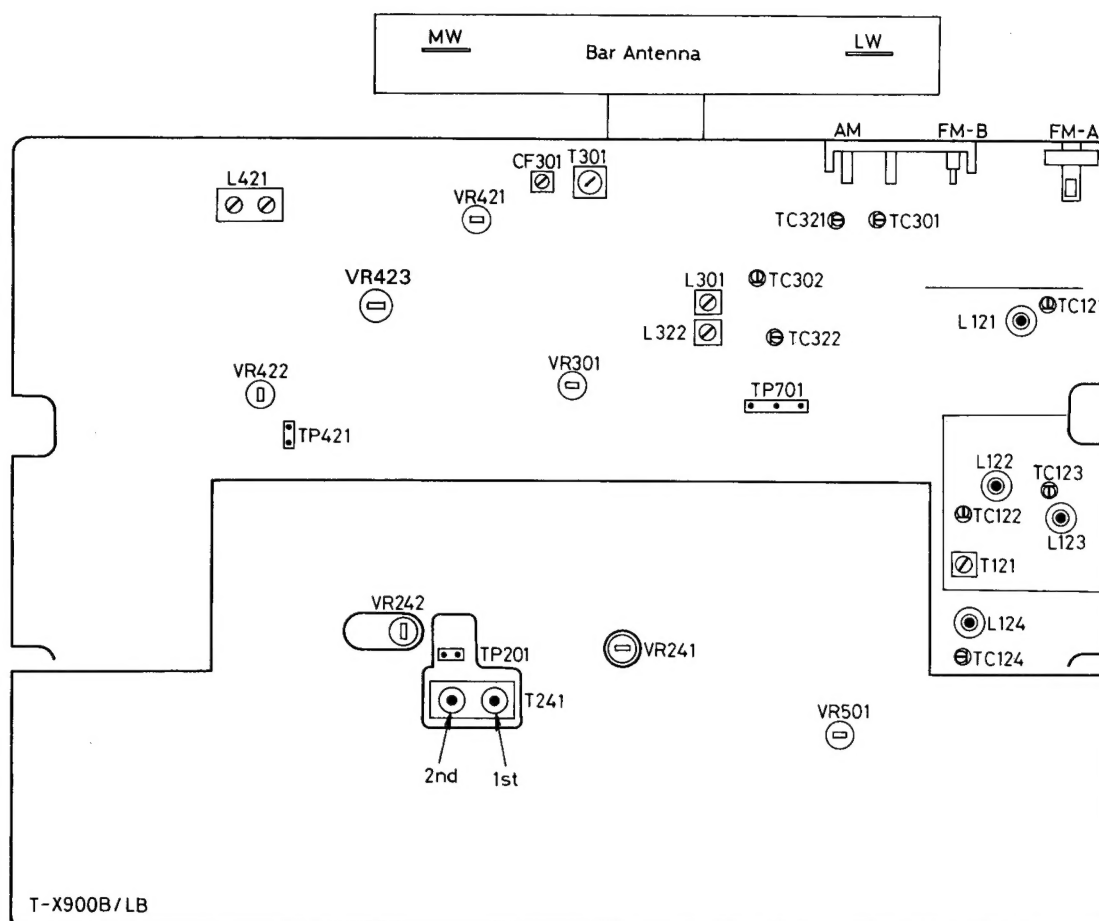 MW
Bar Antenna
LW
AM
FM-B
FM-A
CF301
T301
L421
VR421
TC321
TC301
VR423
L301
TC302
TC121
L121
L322
TC322
VR422
VR301
TP701
TP421
L122
TC123
TC122
L123
T121
VR242
L124
TP201
VR241
TC124
T241
VR501
2nd
1st
T-X900B/LB